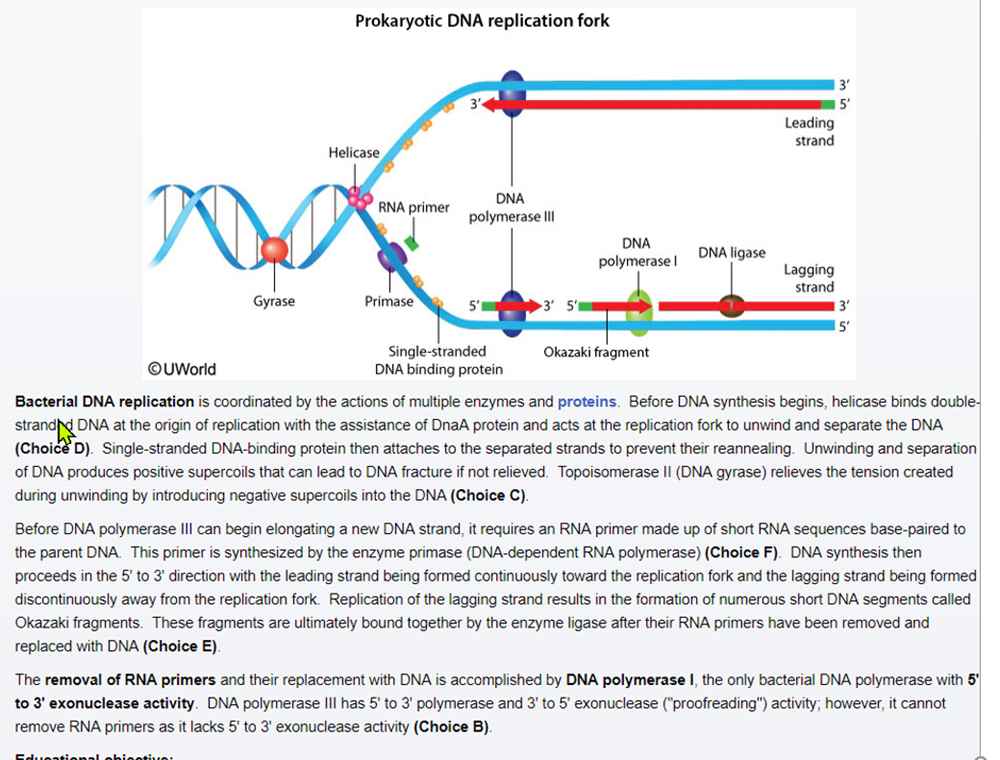 Prokaryotic DNA replication fork
3′
3′
5′
Leading
strand
Helicase
RNA primer
DNA
polymerase III
DNA
polymerase I
DNA ligase
Lagging
strand
Gyrase
Primase
5′
3′
5′
3′
5′
Single-stranded
DNA binding protein
Okazaki fragment
©UWorld
Bacterial DNA replication is coordinated by the actions of multiple enzymes and proteins. Before DNA synthesis begins, helicase binds double-
stranded DNA at the origin of replication with the assistance of DnaA protein and acts at the replication fork to unwind and separate the DNA
(Choice D). Single-stranded DNA-binding protein then attaches to the separated strands to prevent their reannealing. Unwinding and separation
of DNA produces positive supercoils that can lead to DNA fracture if not relieved. Topoisomerase II (DNA gyrase) relieves the tension created
during unwinding by introducing negative supercoils into the DNA (Choice C).
Before DNA polymerase III can begin elongating a new DNA strand, it requires an RNA primer made up of short RNA sequences base-paired to
the parent DNA. This primer is synthesized by the enzyme primase (DNA-dependent RNA polymerase) (Choice F). DNA synthesis then
proceeds in the 5' to 3' direction with the leading strand being formed continuously toward the replication fork and the lagging strand being formed
discontinuously away from the replication fork. Replication of the lagging strand results in the formation of numerous short DNA segments called
Okazaki fragments. These fragments are ultimately bound together by the enzyme ligase after their RNA primers have been removed and
replaced with DNA (Choice E).
The removal of RNA primers and their replacement with DNA is accomplished by DNA polymerase I, the only bacterial DNA polymerase with 5'
to 3' exonuclease activity. DNA polymerase III has 5' to 3' polymerase and 3' to 5' exonuclease ("proofreading") activity; however, it cannot
remove RNA primers as it lacks 5' to 3' exonuclease activity (Choice B).
Educational objective: